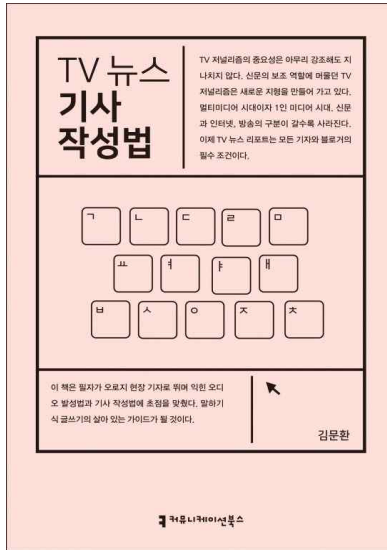 TV 뉴스
기사
작성법
TV 저널리즘의 중요성은 아무리 강조해도 지
나치지 않다. 신문의 보조 역할에 머물던 TV
저널리즘은 새로운 지형을 만들어 가고 있다.
멀티미디어 시대이자 1인 미디어 시대. 신문
과 인터넷, 방송의 구분이 갈수록 사라진다.
이제 TV 뉴스 리포트는 모든 기자와 블로거의
필수 조건이다.
ㄱ ㄴ ㄷ ㄹ ㅁ
ㅛ ㅕ ㅑ ㅐ
ㅂ ㅅ ㅇ ㅈ ㅊ
이 책은 필자가 오로지 현장 기자로 뛰며 익힌 오디
오 발성법과 기사 작성법에 초점을 맞췄다. 말하기
식 글쓰기의 살아 있는 가이드가 될 것이다.
김문환
커뮤니케이션북스